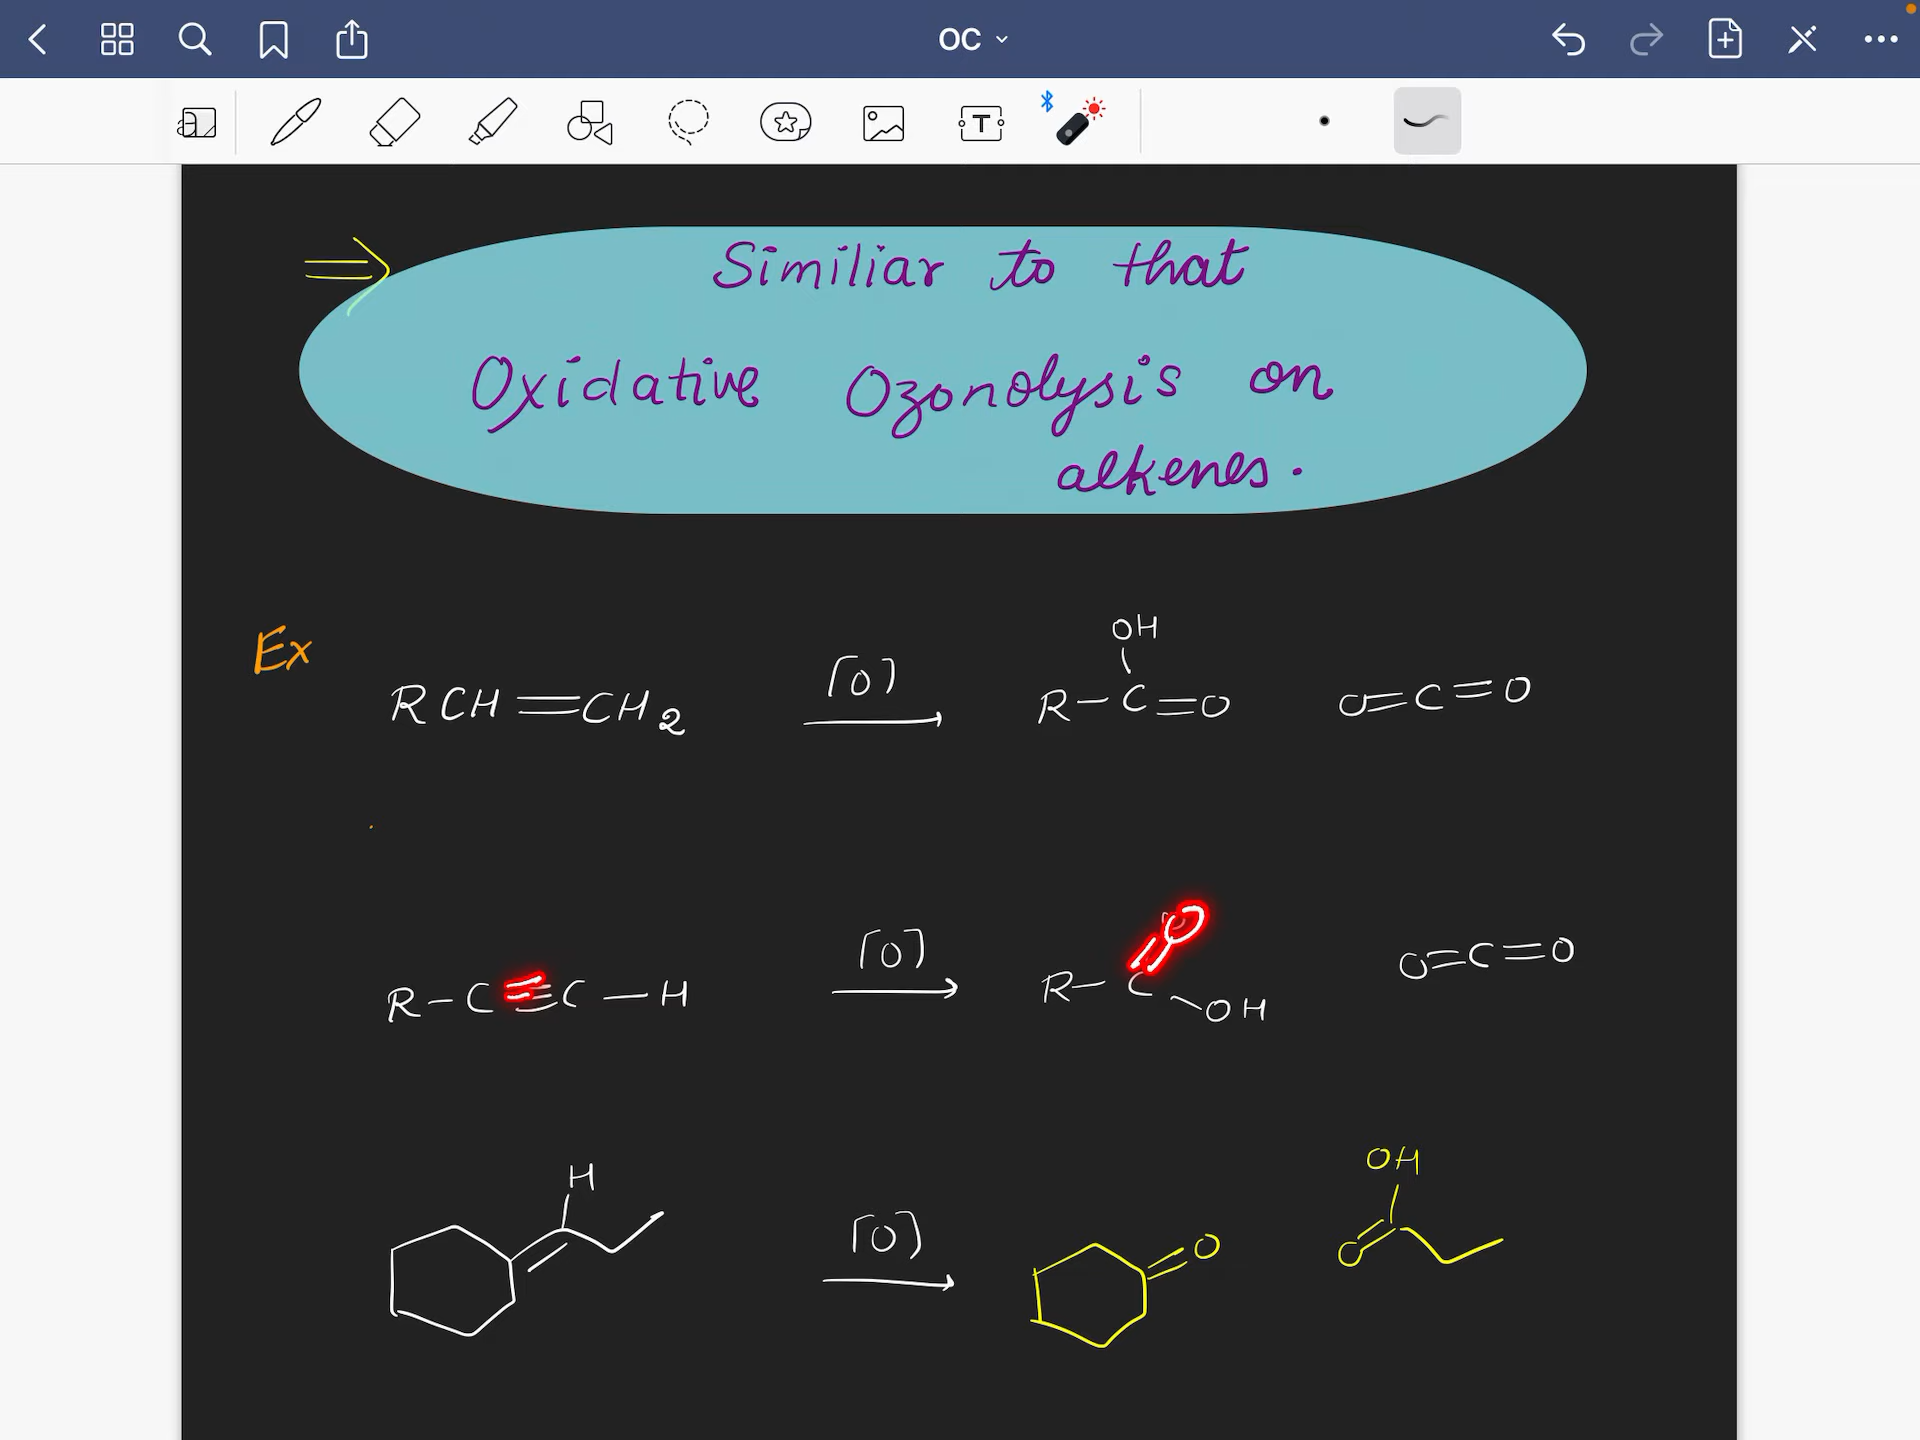 OC
Similiar to that
Oxidative Ozonolysis on
alkenes.
Ex
RCH=CH2 [O] R-C=O OH O=C=O
R-C≡C-H [O] R-C=O OH O=C=O
H [O] O O OH